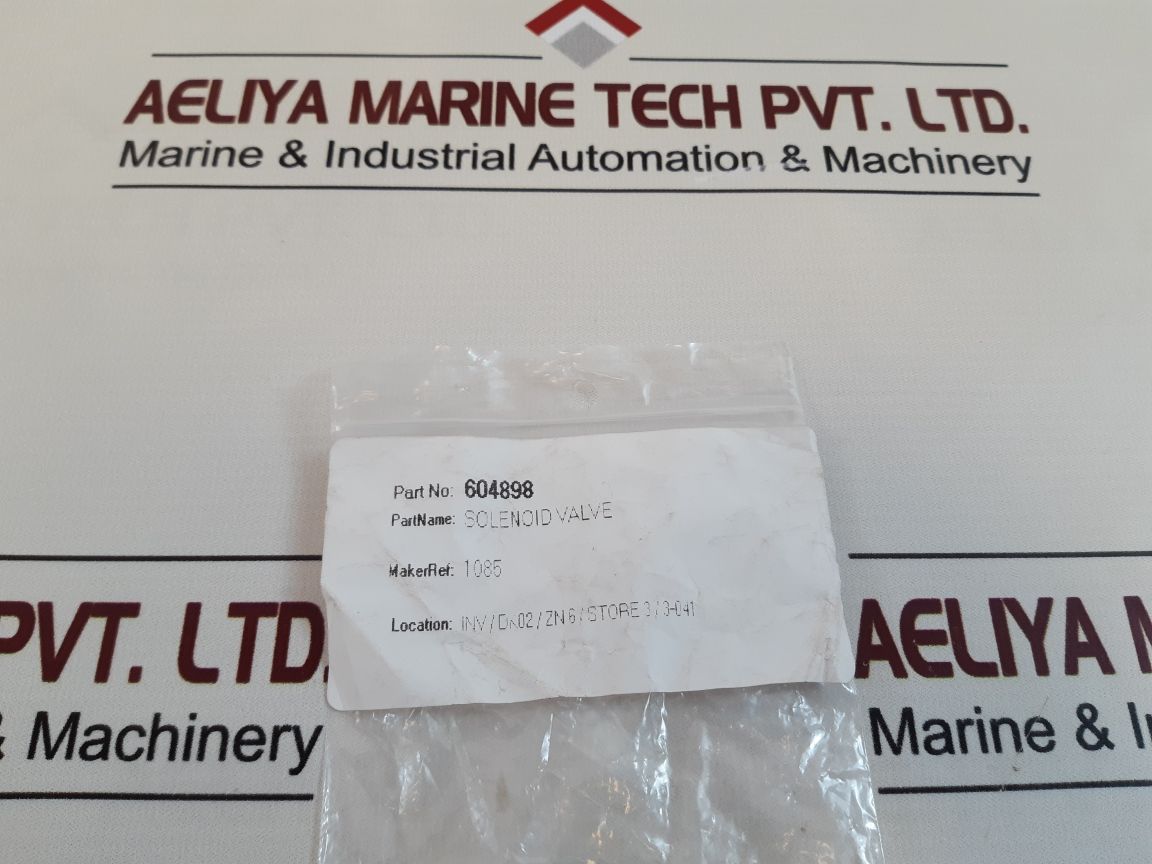 AELIYA MARINE TECH PVT. LTD.
Marine & Industrial Automation & Machinery
Part No: 604898
PartName: SOLENOID VALVE
MakerRef: 1085
Location: INV / DK02 / ZN 6 / STORE 3 / 3-041
PVT. LTD.
& Machinery
AELIYA M
Marine & In